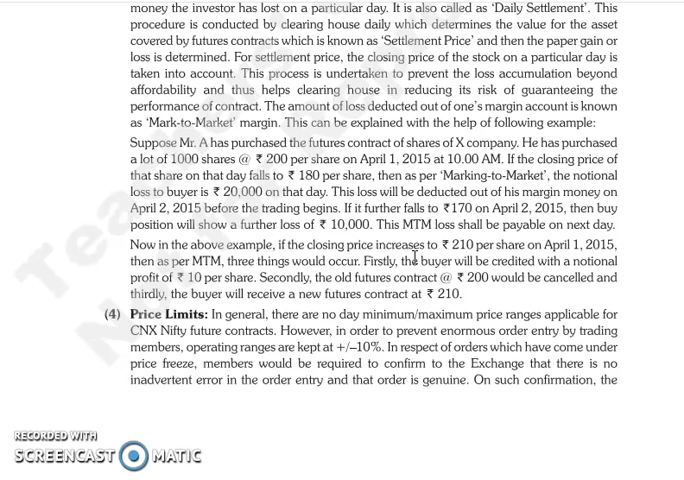 money the investor has lost on a particular day. It is also called as ‘Daily Settlement’. This
procedure is conducted by clearing house daily which determines the value for the asset
covered by futures contracts which is known as ‘Settlement Price’ and then the paper gain or
loss is determined. For settlement price, the closing price of the stock on a particular day is
taken into account. This process is undertaken to prevent the loss accumulation beyond
affordability and thus helps clearing house in reducing its risk of guaranteeing the
performance of contract. The amount of loss deducted out of one’s margin account is known
as ‘Mark-to-Market’ margin. This can be explained with the help of following example:
Suppose Mr. A has purchased the futures contract of shares of X company. He has purchased
a lot of 1000 shares @ ₹ 200 per share on April 1, 2015 at 10.00 AM. If the closing price of
that share on that day falls to ₹ 180 per share, then as per ‘Marking-to-Market’, the notional
loss to buyer is ₹ 20,000 on that day. This loss will be deducted out of his margin money on
April 2, 2015 before the trading begins. If it further falls to ₹170 on April 2, 2015, then buy
position will show a further loss of ₹ 10,000. This MTM loss shall be payable on next day.
Now in the above example, if the closing price increases to ₹ 210 per share on April 1, 2015,
then as per MTM, three things would occur. Firstly, the buyer will be credited with a notional
profit of ₹ 10 per share. Secondly, the old futures contract @ ₹ 200 would be cancelled and
thirdly, the buyer will receive a new futures contract at ₹ 210.
(4) Price Limits: In general, there are no day minimum/maximum price ranges applicable for
CNX Nifty future contracts. However, in order to prevent enormous order entry by trading
members, operating ranges are kept at +/–10%. In respect of orders which have come under
price freeze, members would be required to confirm to the Exchange that there is no
inadvertent error in the order entry and that order is genuine. On such confirmation, the
RECORDED WITH
SCREENCAST MATIC